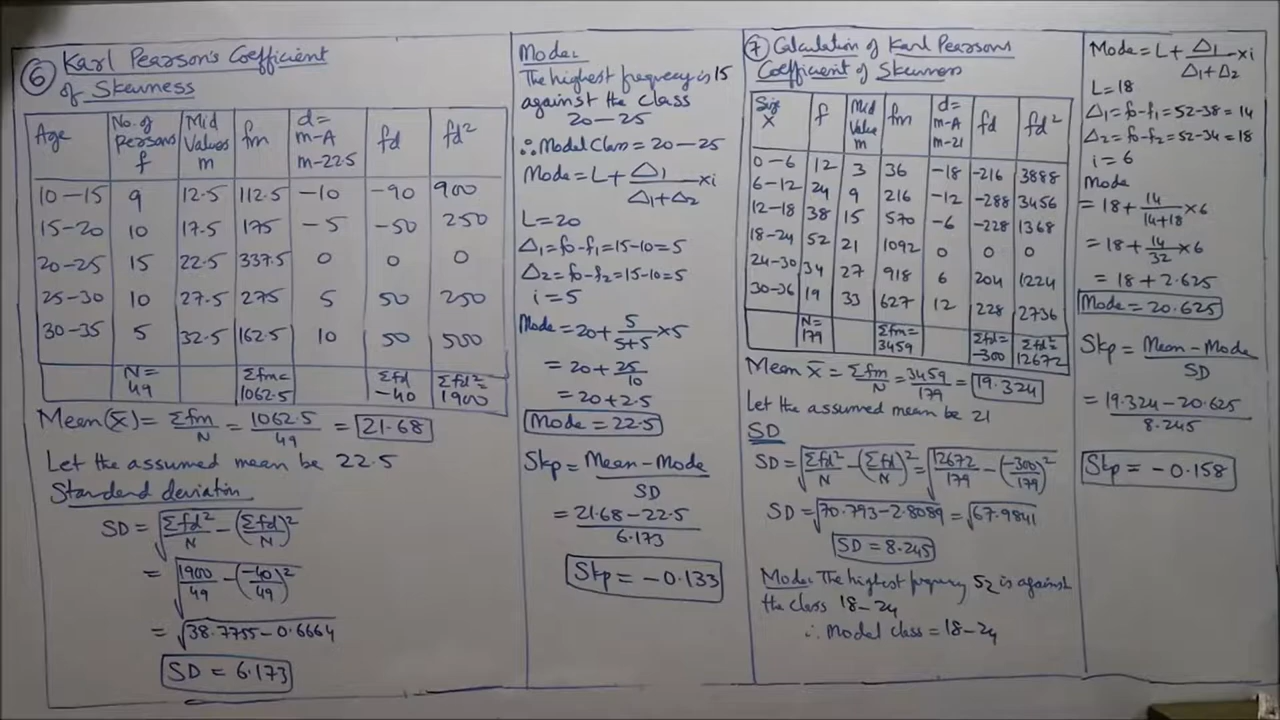 6 Karl Pearson's Coefficient
of Skewness
Age No. of Persons f Mid Values m fm d= m-A m-22.5 fd fd²
10-15 9 12.5 112.5 -10 -90 900
15-20 10 17.5 175 -5 -50 250
20-25 15 22.5 337.5 0 0 0
25-30 10 27.5 275 5 50 250
30-35 5 32.5 162.5 10 50 500
N= 49 Σfm= 1062.5 Σfd -40 Σfd²= 1900
Mean(x̄) = Σfm/N = 1062.5/49 = 21.68
Let the assumed mean be 22.5
Standard deviation
SD = √(Σfd²/N - (Σfd/N)²)
= √(1900/49 - (-40/49)²)
= √(38.7755-0.6664)
SD = 6.173
Mode:
The highest frequency is 15
against the class
20-25
∴ Model Class = 20-25
Mode = L + Δ1/(Δ1+Δ2) × i
L = 20
Δ1 = f0-f1 = 15-10 = 5
Δ2 = f0-f2 = 15-10 = 5
i = 5
Mode = 20 + 5/(5+5) × 5
= 20 + 25/10
= 20 + 2.5
Mode = 22.5
Skp = Mean-Mode/SD
= 21.68-22.5/6.173
Skp = -0.133
7 Calculation of Karl Pearsons
Coefficient of Skewness
Size X f Mid Value m fm d= m-A m-21 fd fd²
0-6 12 3 36 -18 -216 3888
6-12 24 9 216 -12 -288 3456
12-18 38 15 570 -6 -228 1368
18-24 52 21 1092 0 0 0
24-30 34 27 918 6 204 1224
30-36 19 33 627 12 228 2736
N= 179 Σfm= 3459 Σfd= -300 Σfd²= 12672
Mean x̄ = Σfm/N = 3459/179 = 19.324
Let the assumed mean be 21
SD
SD = √(Σfd²/N - (Σfd/N)²) = √(12672/179 - (-300/179)²)
SD = √(70.793-2.8089) = √67.9841
SD = 8.245
Mode: The highest frequency 52 is against
the class 18-24
∴ Model class = 18-24
Mode = L + Δ1/(Δ1+Δ2) × i
L = 18
Δ1 = f0-f1 = 52-38 = 14
Δ2 = f0-f2 = 52-34 = 18
i = 6
Mode
= 18 + 14/(14+18) × 6
= 18 + 14/32 × 6
= 18 + 2.625
Mode = 20.625
Skp = Mean-Mode/SD
= 19.324-20.625/8.245
Skp = -0.158